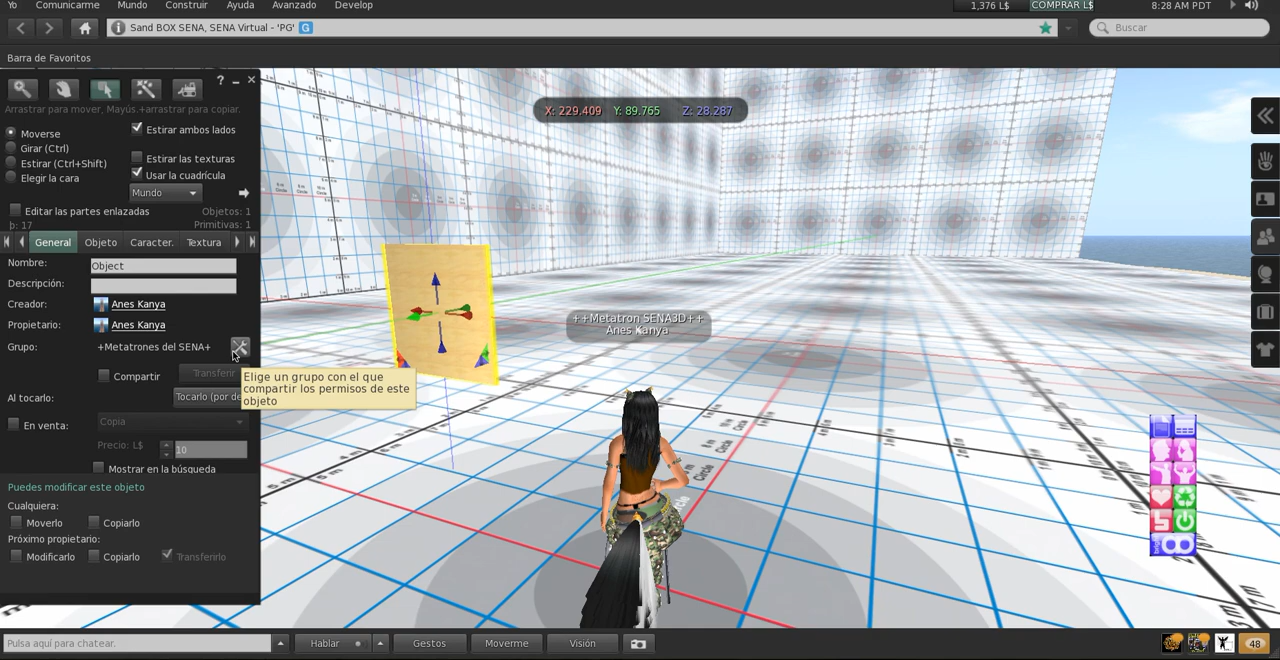 Yo Comunicarme Mundo Construir Ayuda Avanzado Develop 1,376 L$ COMPRAR L$ 8:28 AM PDT
Sand BOX SENA, SENA Virtual - 'PG' G Buscar
Barra de Favoritos
?
Arrastrar para mover, Mayús.+arrastrar para copiar.
X: 229.409 Y: 89.765 Z: 28.287
Moverse
Girar (Ctrl)
Estirar (Ctrl+Shift)
Elegir la cara
Estirar ambos lados
Estirar las texturas
Usar la cuadrícula
Mundo
Editar las partes enlazadas Objetos: 1
þ: 17 Primitivas: 1
General Objeto Caracter. Textura
Nombre: Object
Descripción:
Creador: Anes Kanya
Propietario: Anes Kanya
Grupo: +Metatrones del SENA+
Compartir Transferir
Al tocarlo: Tocarlo (por de
En venta: Copia
Precio: L$ 10
Mostrar en la búsqueda
Puedes modificar este objeto
Cualquiera:
Moverlo Copiarlo
Próximo propietario:
Modificarlo Copiarlo Transferirlo
Elige un grupo con el que
compartir los permisos de este
objeto
++Metatron SENA3D++
Anes Kanya
Pulsa aquí para chatear. Hablar Gestos Moverme Visión 48